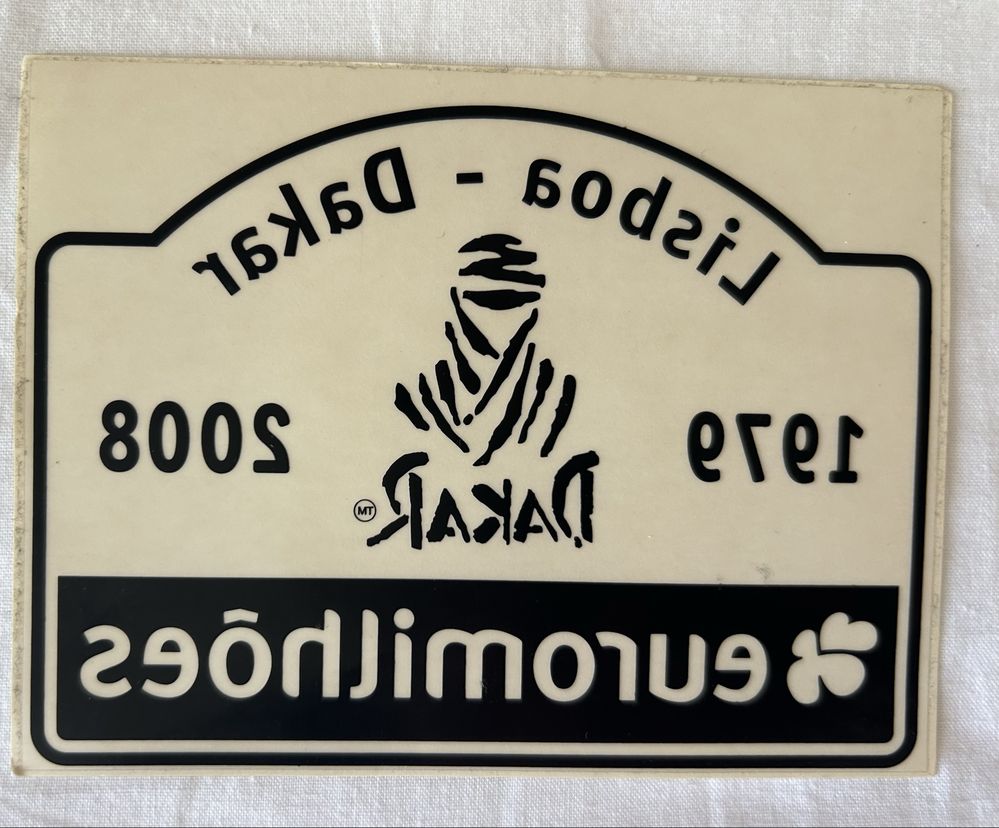 Lisboa - Dakar
1979 2008
DAKAR TM
euromilhões